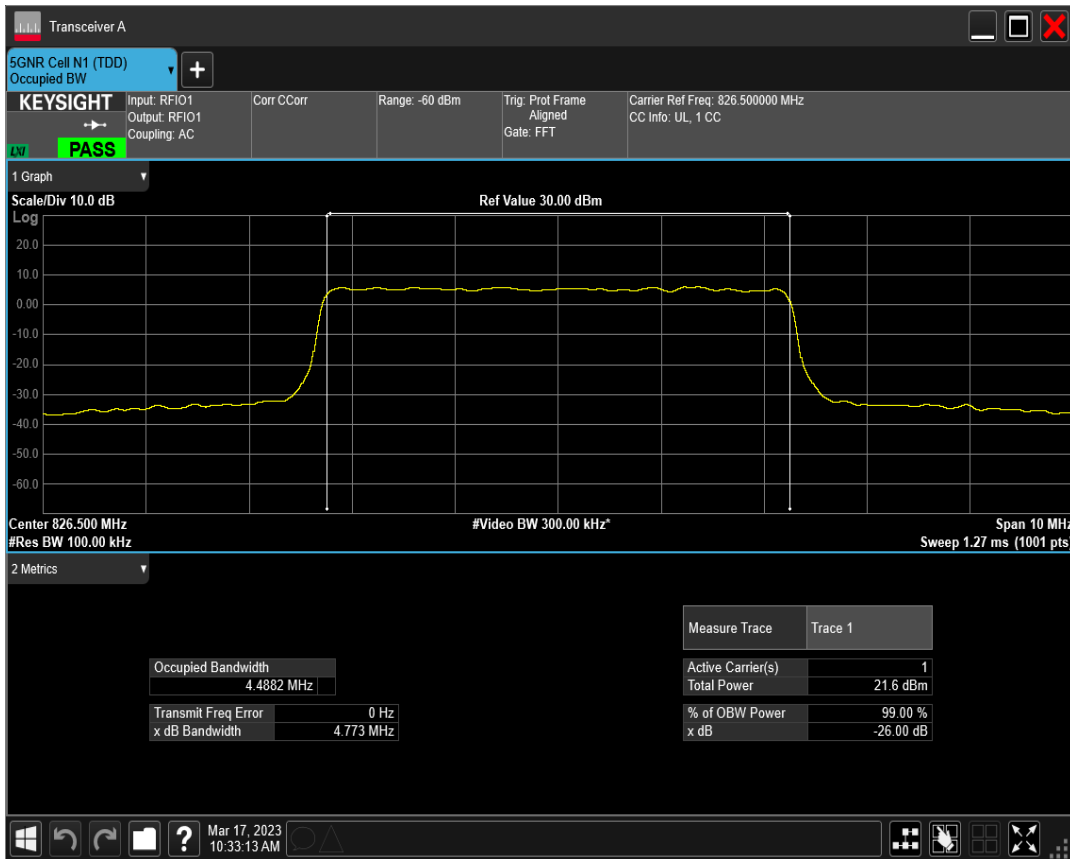 Transceiver A
5GNR Cell N1 (TDD)
Occupied BW
+
KEYSIGHT
LXI
PASS
Input: RFIO1
Output: RFIO1
Coupling: AC
Corr CCorr
Range: -60 dBm
Trig: Prot Frame
Aligned
Gate: FFT
Carrier Ref Freq: 826.500000 MHz
CC Info: UL, 1 CC
1 Graph
Scale/Div 10.0 dB
Ref Value 30.00 dBm
Log
20.0
10.0
0.00
-10.0
-20.0
-30.0
-40.0
-50.0
-60.0
Center 826.500 MHz
#Video BW 300.00 kHz*
Span 10 MHz
#Res BW 100.00 kHz
Sweep 1.27 ms (1001 pts)
2 Metrics
Measure Trace Trace 1
Occupied Bandwidth
4.4882 MHz
Active Carrier(s) 1
Total Power 21.6 dBm
Transmit Freq Error 0 Hz
x dB Bandwidth 4.773 MHz
% of OBW Power 99.00 %
x dB -26.00 dB
?
Mar 17, 2023
10:33:13 AM